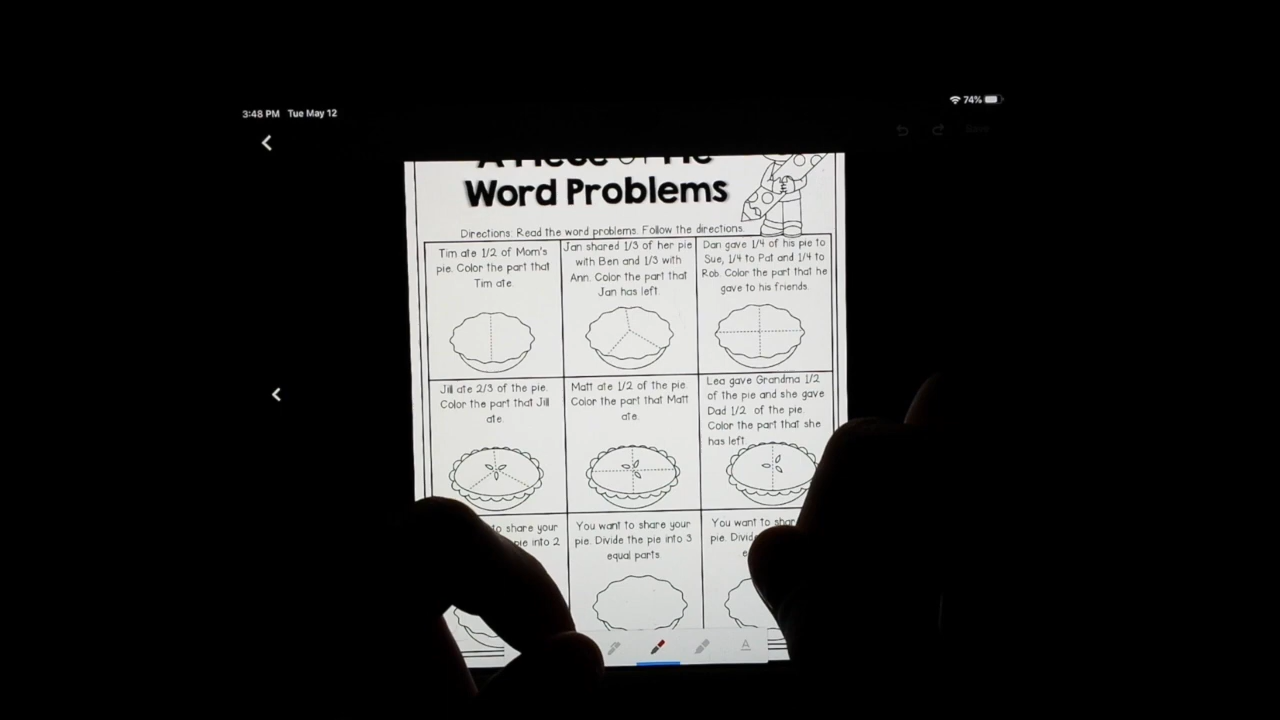 3:48 PM Tue May 12
74%
Save
A Piece of Pie
Word Problems
Directions: Read the word problems. Follow the directions.
Tim ate 1/2 of Mom's
pie. Color the part that
Tim ate.
Jan shared 1/3 of her pie
with Ben and 1/3 with
Ann. Color the part that
Jan has left.
Dan gave 1/4 of his pie to
Sue, 1/4 to Pat and 1/4 to
Rob. Color the part that he
gave to his friends.
Jill ate 2/3 of the pie.
Color the part that Jill
ate.
Matt ate 1/2 of the pie.
Color the part that Matt
ate.
Lea gave Grandma 1/2
of the pie and she gave
Dad 1/2 of the pie.
Color the part that she
has left.
to share your
pie into 2
You want to share your
pie. Divide the pie into 3
equal parts.
You want to shar
pie. Divid
e
A